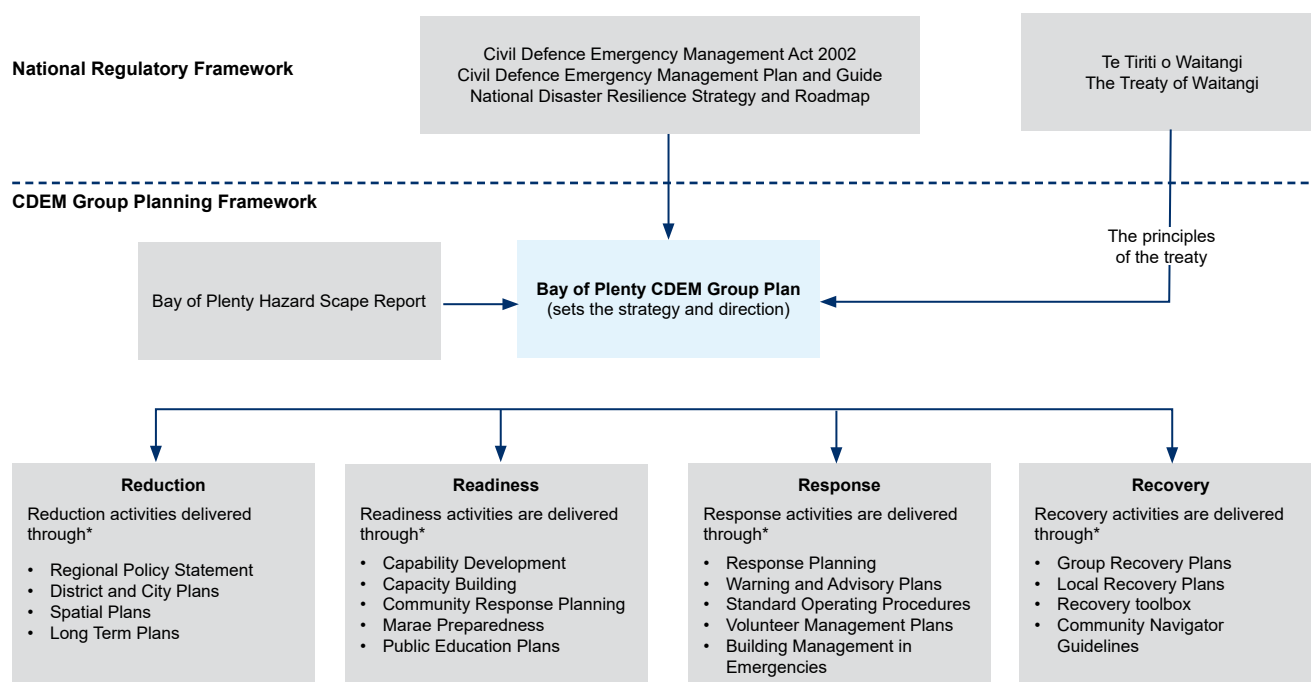 National Regulatory Framework
Civil Defence Emergency Management Act 2002
Civil Defence Emergency Management Plan and Guide
National Disaster Resilience Strategy and Roadmap
Te Tiriti o Waitangi
The Treaty of Waitangi
CDEM Group Planning Framework
The principles
of the treaty
Bay of Plenty Hazard Scape Report
Bay of Plenty CDEM Group Plan
(sets the strategy and direction)
Reduction
Reduction activities delivered
through*
• Regional Policy Statement
• District and City Plans
• Spatial Plans
• Long Term Plans
Readiness
Readiness activities are delivered
through*
• Capability Development
• Capacity Building
• Community Response Planning
• Marae Preparedness
• Public Education Plans
Response
Response activities are delivered
through*
• Response Planning
• Warning and Advisory Plans
• Standard Operating Procedures
• Volunteer Management Plans
• Building Management in
Emergencies
Recovery
Recovery activities are delivered
through*
• Group Recovery Plans
• Local Recovery Plans
• Recovery toolbox
• Community Navigator
Guidelines